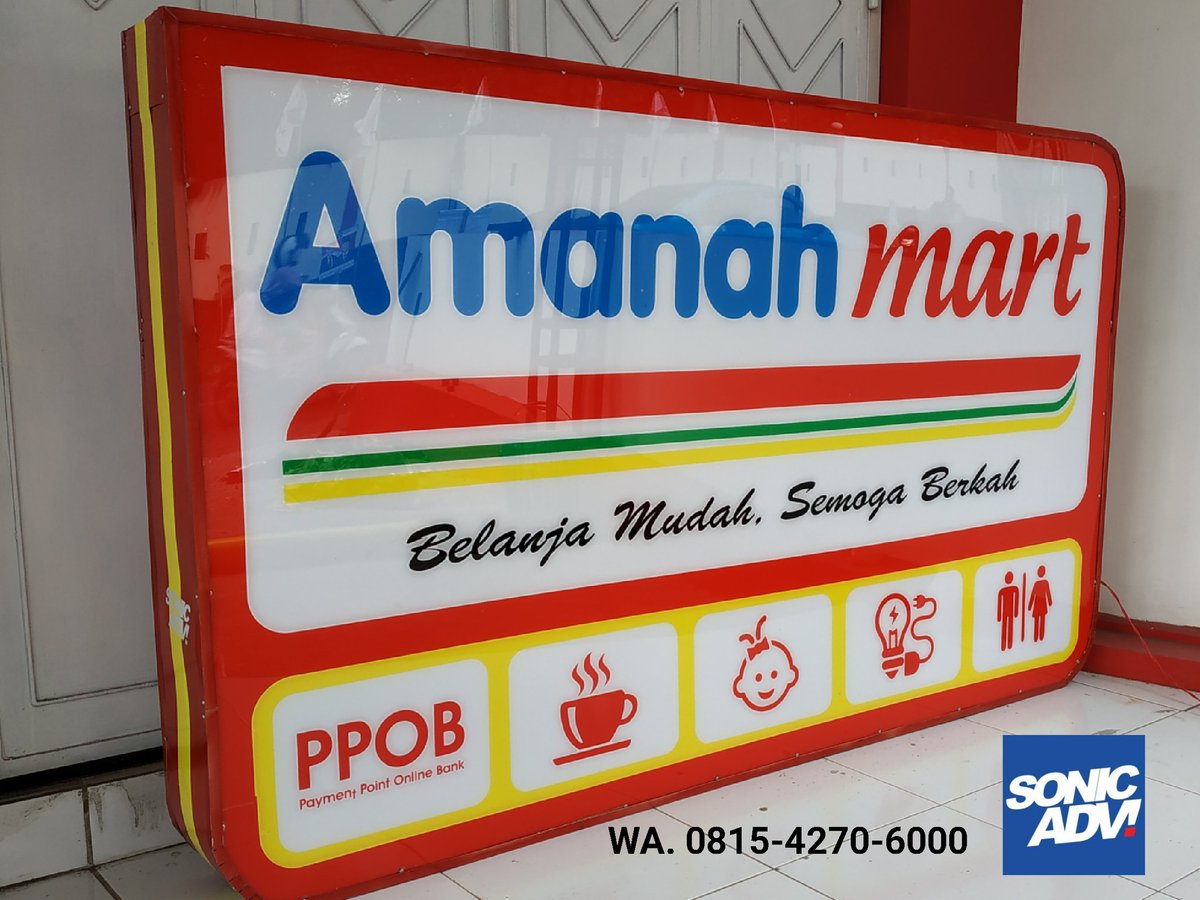 Amanah mart
Belanja Mudah, Semoga Berkah
PPOB
Payment Point Online Bank
WA. 0815-4270-6000
SONIC
ADV!